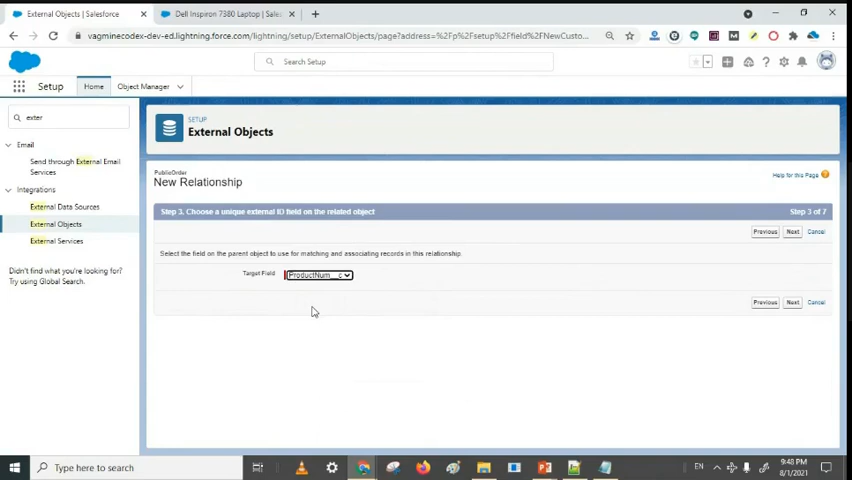 External Objects | Salesforce
Dell Inspiron 7380 Laptop | Sales
vagminecodex-dev-ed.lightning.force.com/lightning/setup/ExternalObjects/page?address=%2Fp%2Fsetup%2Ffield%2FNewCusto...
Search Setup
Setup
Home
Object Manager
exter
Email
Send through External Email
Services
Integrations
External Data Sources
External Objects
External Services
Didn't find what you're looking for?
Try using Global Search.
SETUP
External Objects
PublicOrder
New Relationship
Help for this Page
Step 3. Choose a unique external ID field on the related object
Step 3 of 7
Previous
Next
Cancel
Select the field on the parent object to use for matching and associating records in this relationship.
Target Field
ProductNum__c
Previous
Next
Cancel
Type here to search
EN
9:48 PM
8/1/2021